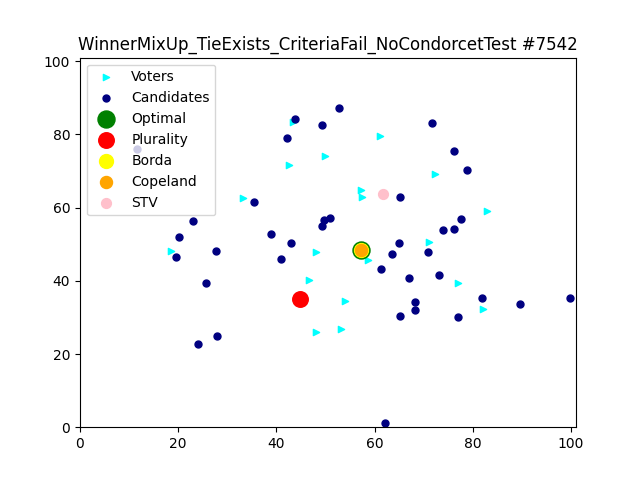 WinnerMixUp_TieExists_CriteriaFail_NoCondorcetTest #7542
100
80
60
40
20
0
0
20
40
60
80
100
Voters
Candidates
Optimal
Plurality
Borda
Copeland
STV